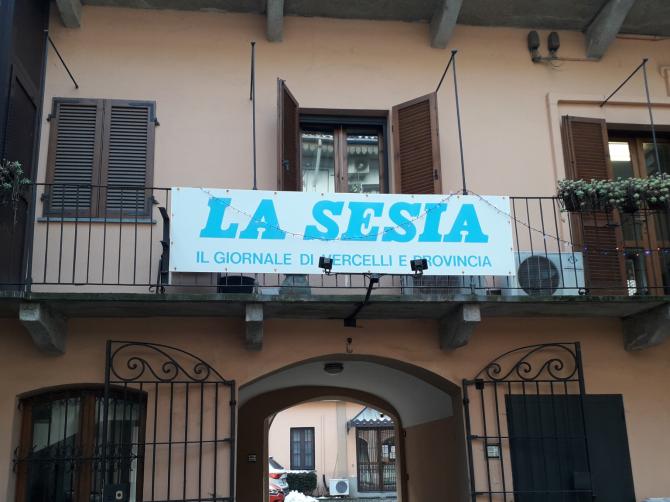 LA SESIA
IL GIORNALE DI VERCELLI E PROVINCIA